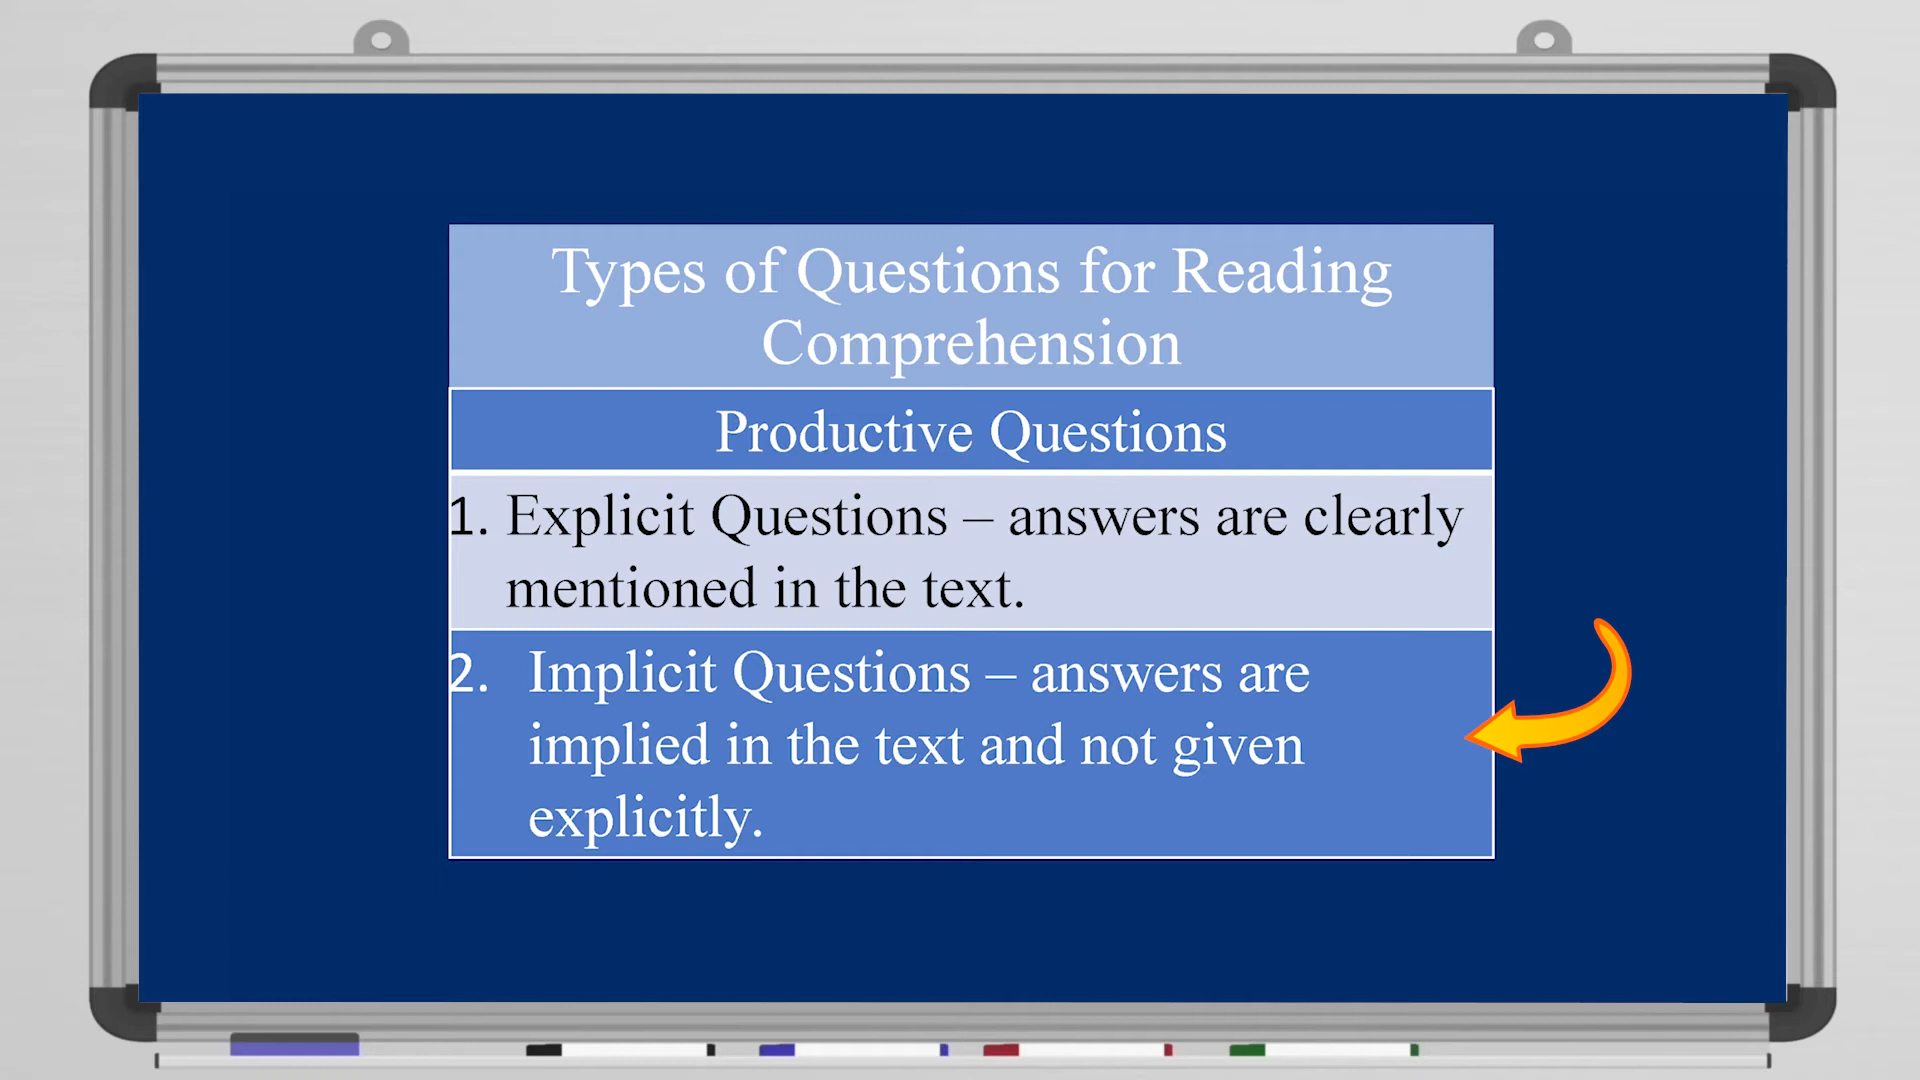 Types of Questions for Reading
Comprehension
Productive Questions
1. Explicit Questions – answers are clearly
mentioned in the text.
2. Implicit Questions – answers are
implied in the text and not given
explicitly.